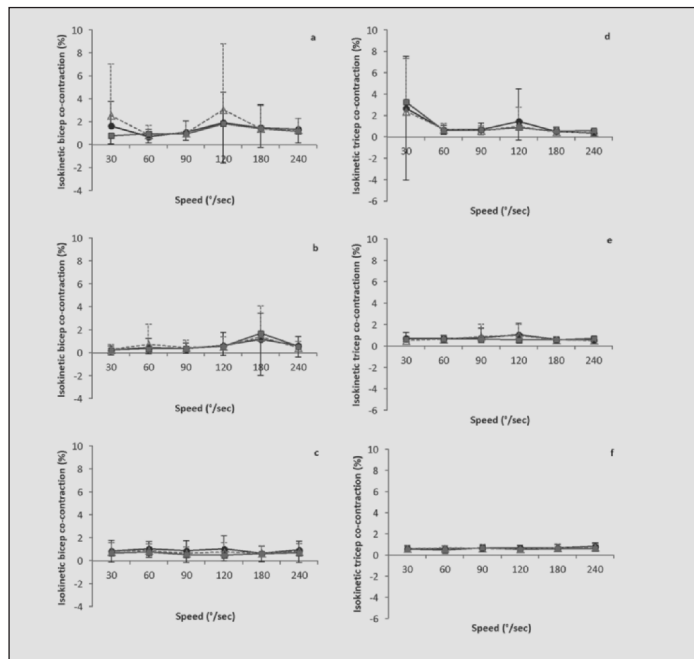 a
Isokinetic bicep co-contraction (%)
10
8
6
4
2
0
-2
-4
30 60 90 120 180 240
Speed (°/sec)
d
Isokinetic tricep co-contraction (%)
10
8
6
4
2
0
-2
-4
-6
30 60 90 120 180 240
Speed (°/sec)
b
Isokinetic bicep co-contraction (%)
10
8
6
4
2
0
-2
-4
30 60 90 120 180 240
Speed (°/sec)
e
Isokinetic tricep co-contractionn (%)
10
8
6
4
2
0
-2
-4
-6
30 60 90 120 180 240
Speed (°/sec)
c
Isokinetic bicep co-contraction (%)
10
8
6
4
2
0
-2
-4
30 60 90 120 180 240
Speed (°/sec)
f
Isokinetic tricep co-contraction (%)
10
8
6
4
2
0
-2
-4
-6
30 60 90 120 180 240
Speed (°/sec)